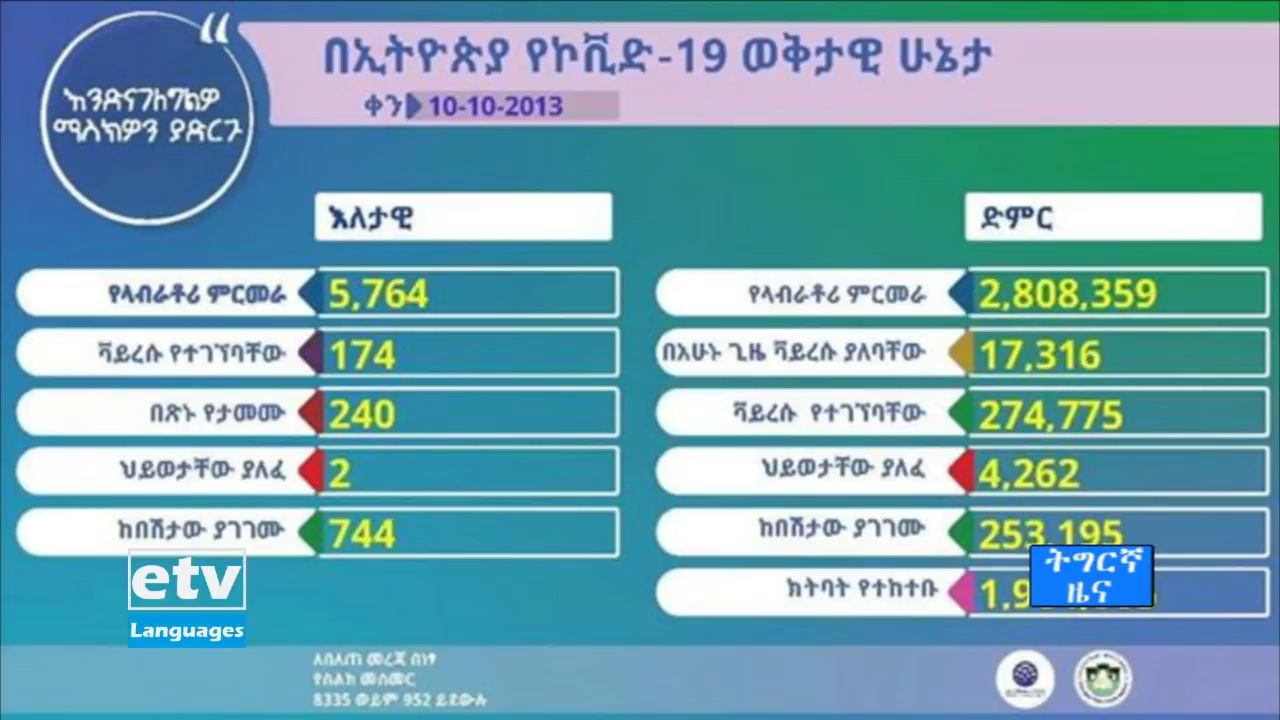 “
እንድናገለግልዎ
ማስክዎን ያድርጉ
በኢትዮጵያ የኮቪድ-19 ወቅታዊ ሁኔታ
ቀን 10-10-2013
እለታዊ
የላብራቶሪ ምርመራ 5,764
ቫይረሱ የተገኘባቸው 174
በጽኑ የታመሙ 240
ህይወታቸው ያለፈ 2
ከበሽታው ያገገሙ 744
ድምር
የላብራቶሪ ምርመራ 2,808,359
በአሁኑ ጊዜ ቫይረሱ ያለባቸው 17,316
ቫይረሱ የተገኘባቸው 274,775
ህይወታቸው ያለፈ 4,262
ከበሽታው ያገገሙ 253,195
ክትባት የተከተቡ
etv
Languages
ትግርኛ
ዜና
ለበለጠ መረጃ በነፃ
የስልክ መስመር
8335 ወይም 952 ይደውሉ